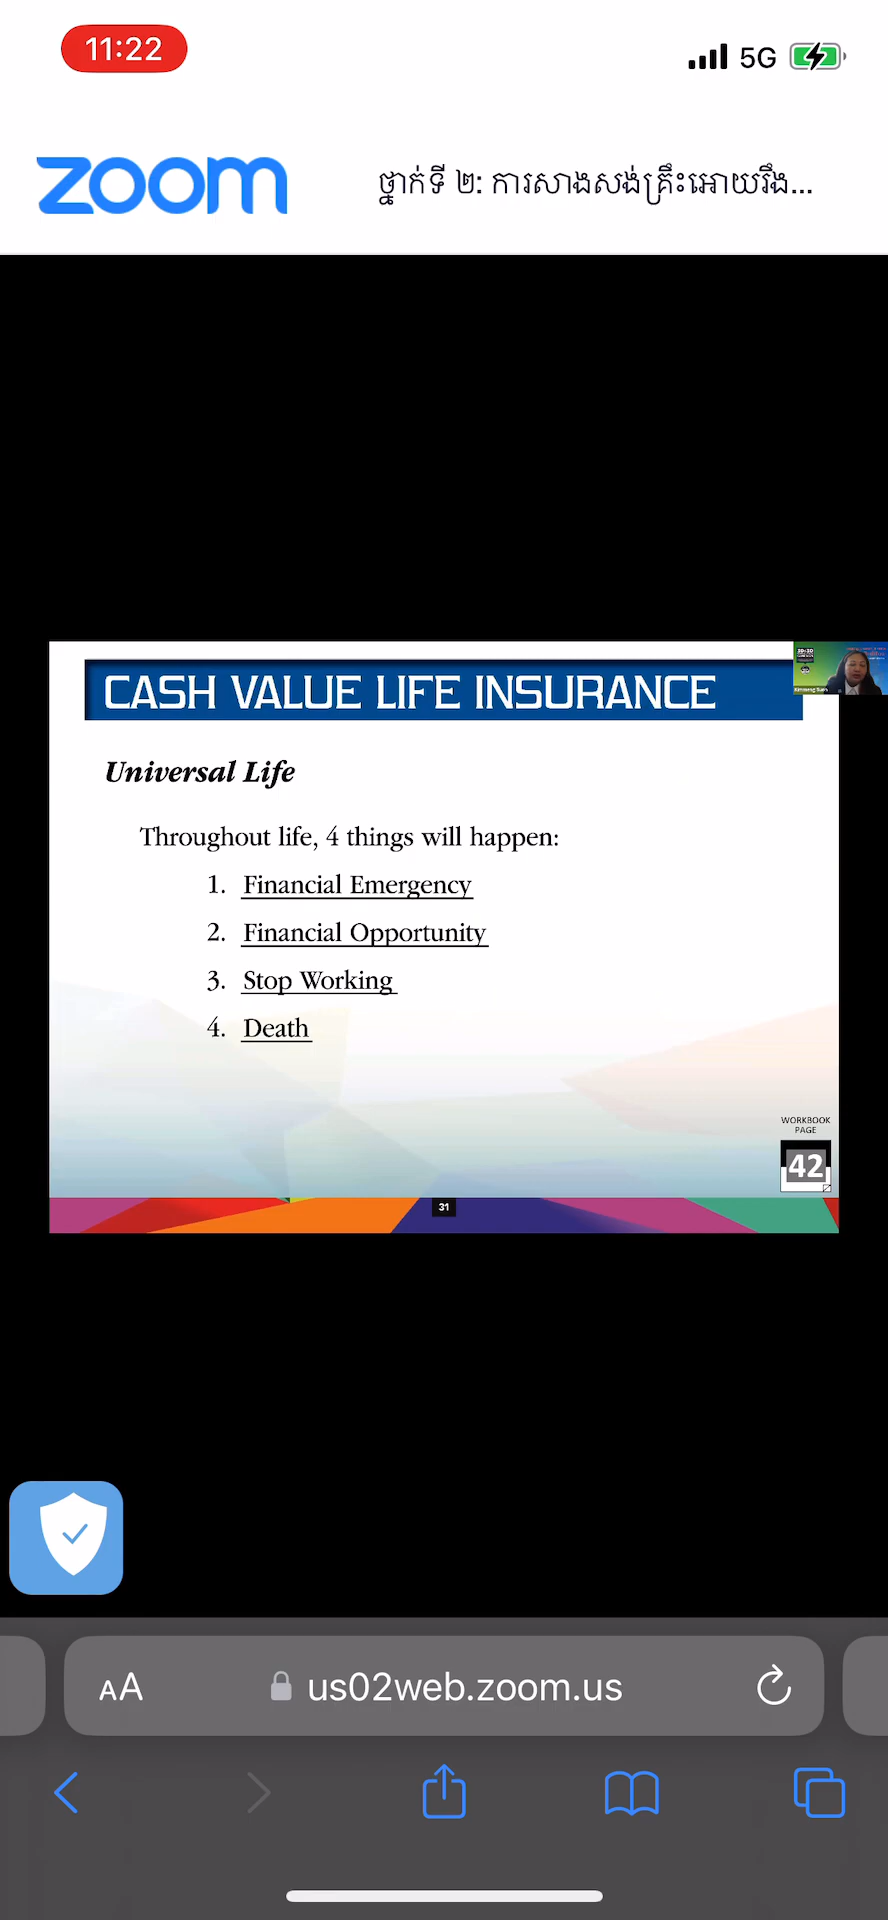 11:22
5G
zoom
ថ្នាក់ទី ២: ការសាងសង់គ្រឹះអោយរឹង...
CASH VALUE LIFE INSURANCE
Universal Life
Throughout life, 4 things will happen:
1. Financial Emergency
2. Financial Opportunity
3. Stop Working
4. Death
WORKBOOK
PAGE
42
31
AA
us02web.zoom.us